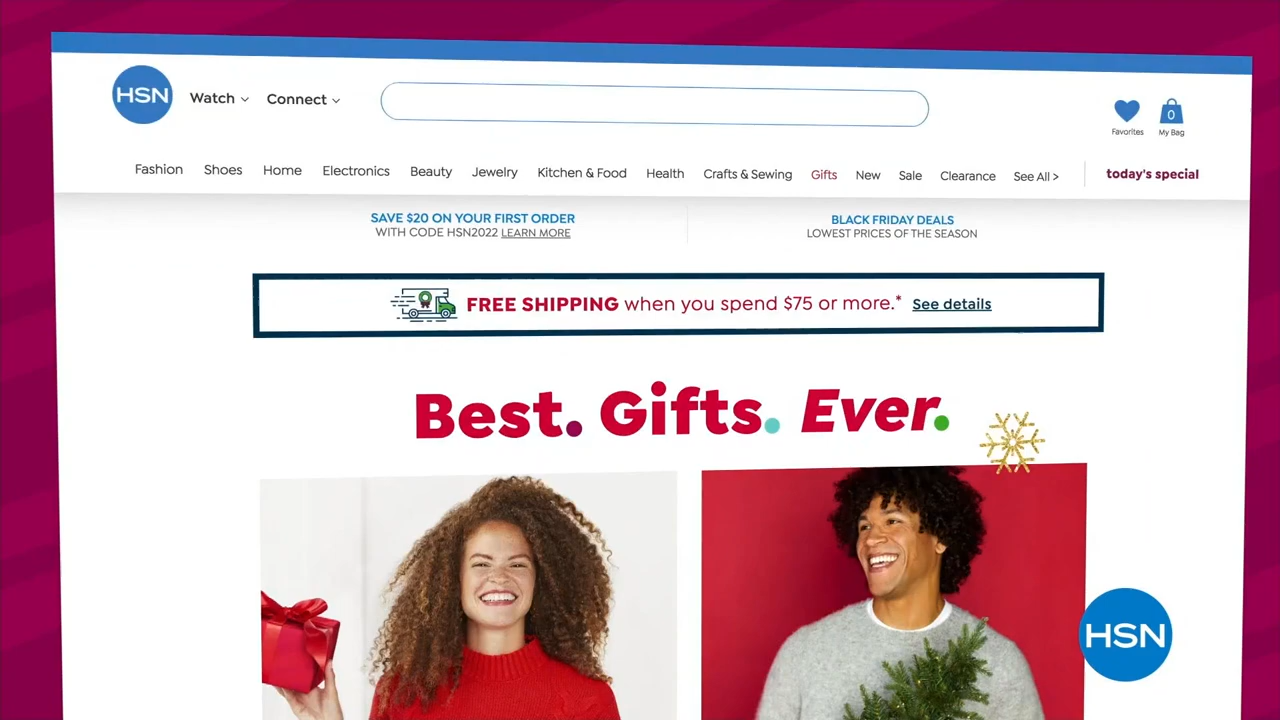 HSN
Watch
Connect
Favorites
0
My Bag
Fashion Shoes Home Electronics Beauty Jewelry Kitchen & Food Health Crafts & Sewing Gifts New Sale Clearance See All >
today's special
SAVE $20 ON YOUR FIRST ORDER
WITH CODE HSN2022 LEARN MORE
BLACK FRIDAY DEALS
LOWEST PRICES OF THE SEASON
FREE SHIPPING when you spend $75 or more.* See details
Best. Gifts. Ever.
HSN